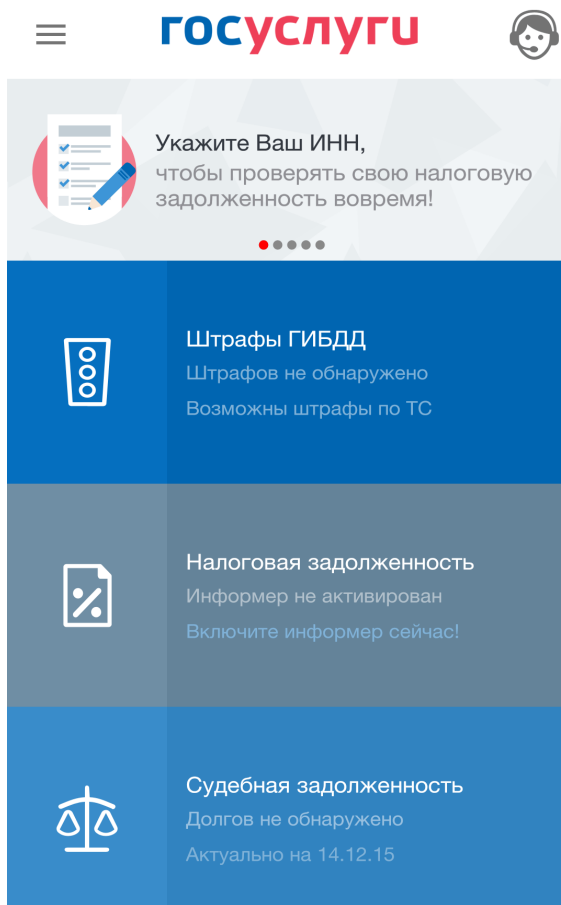 госуслуги
Укажите Ваш ИНН,
чтобы проверять свою налоговую
задолженность вовремя!
Штрафы ГИБДД
Штрафов не обнаружено
Возможны штрафы по ТС
Налоговая задолженность
Информер не активирован
Включите информер сейчас!
Судебная задолженность
Долгов не обнаружено
Актуально на 14.12.15